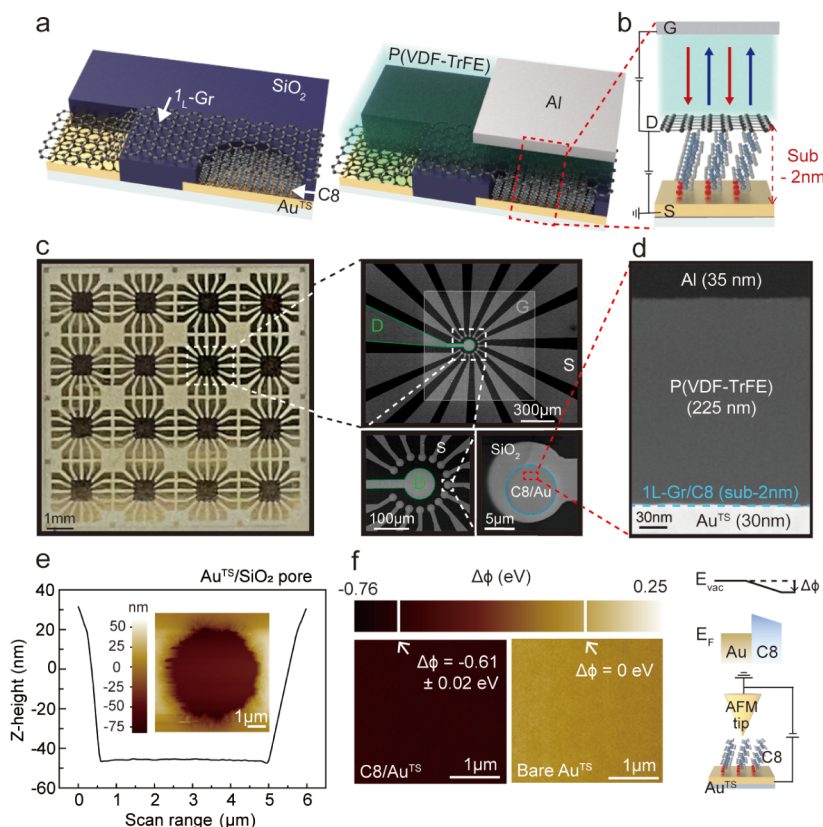 a
1L-Gr
SiO2
C8
AuTS
P(VDF-TrFE)
Al
b
G
D
S
Sub
- 2nm
c
1mm
D
G
S
300μm
S
D
100μm
SiO2
C8/Au
5μm
d
Al (35 nm)
P(VDF-TrFE)
(225 nm)
1L-Gr/C8 (sub-2nm)
30nm
AuTS (30nm)
e
AuTS/SiO₂ pore
Z-height (nm)
60
40
20
0
-20
-40
-60
nm
50
25
0
-25
-50
-75
1μm
0 1 2 3 4 5 6
Scan range (μm)
f
Δϕ (eV)
-0.76
0.25
Δϕ = -0.61
± 0.02 eV
C8/AuTS
1μm
Δϕ = 0 eV
Bare AuTS
1μm
Evac
Δϕ
EF
Au
C8
AFM
tip
C8
AuTS